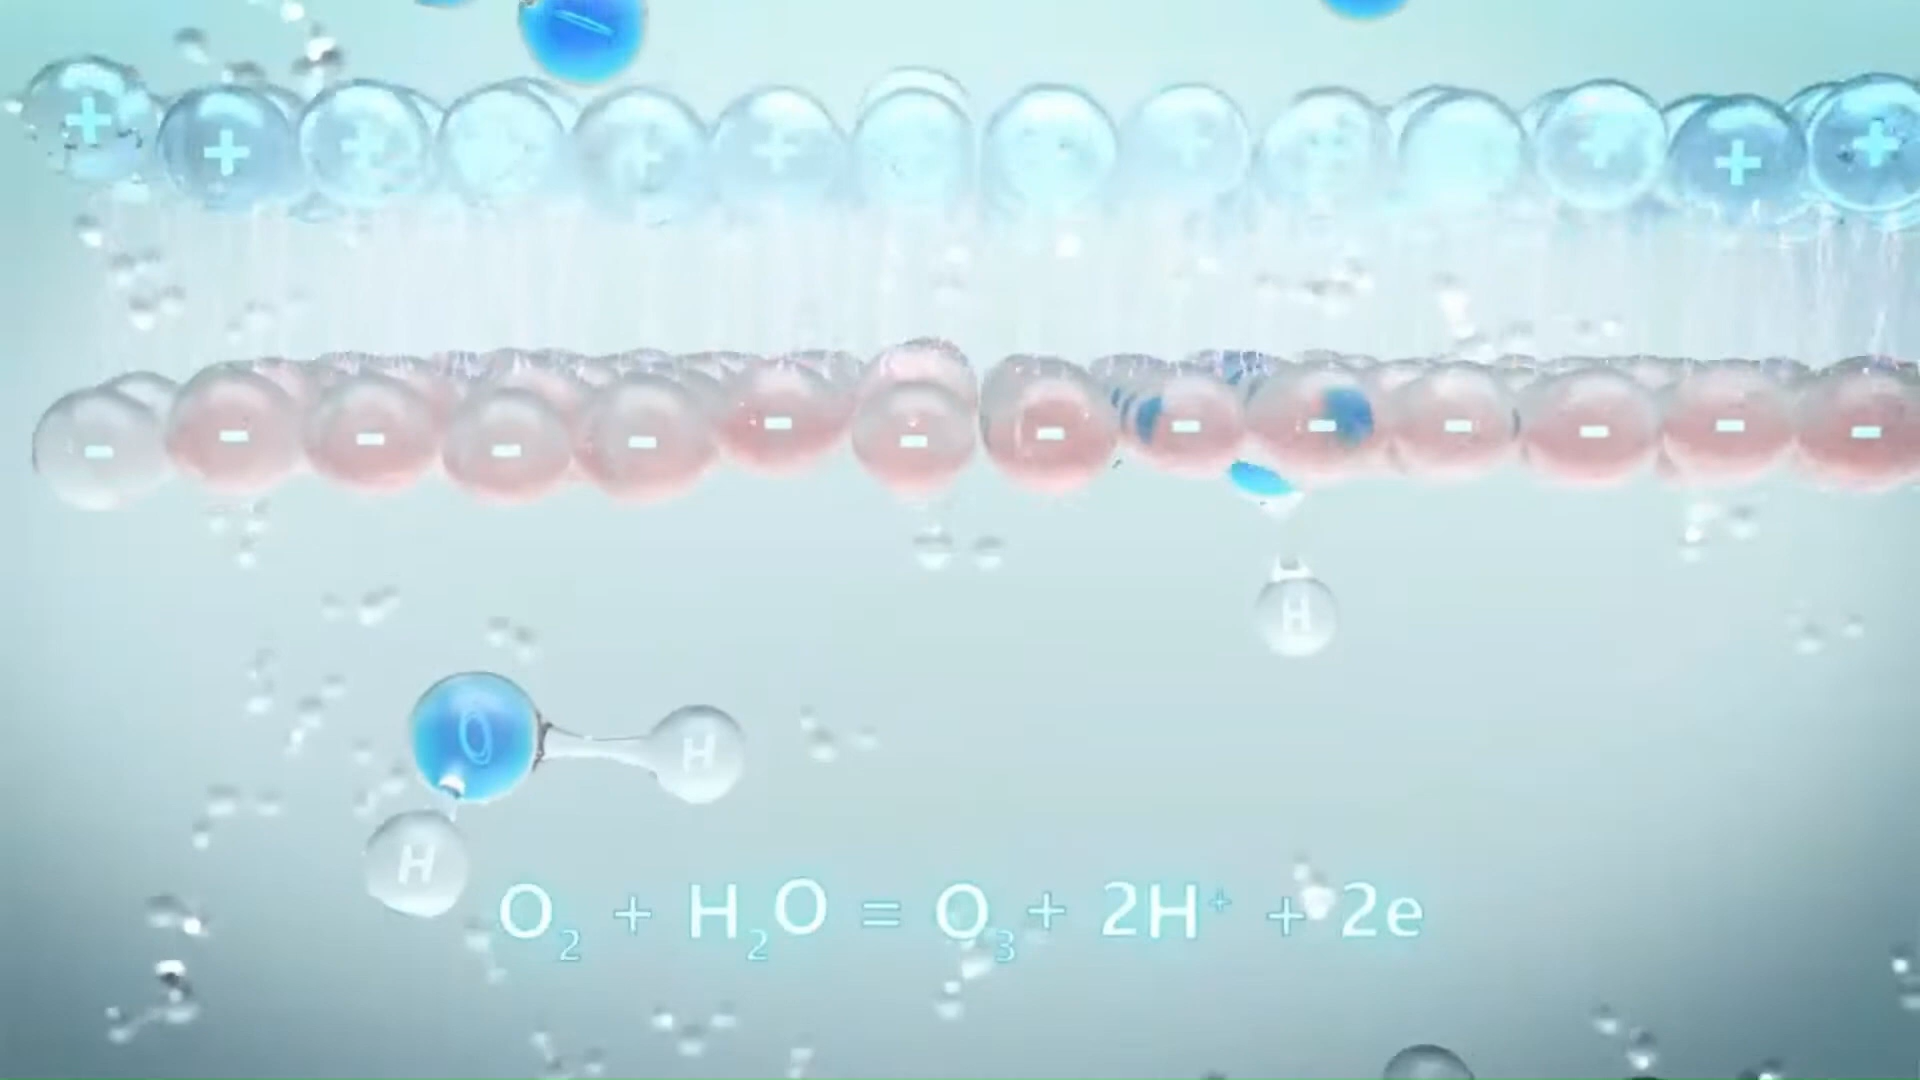 + + + + + + + + + +
- - - - - - - - - - - - - -
H
O H
H
O₂ + H₂O = O₃ + 2H⁺ + 2e